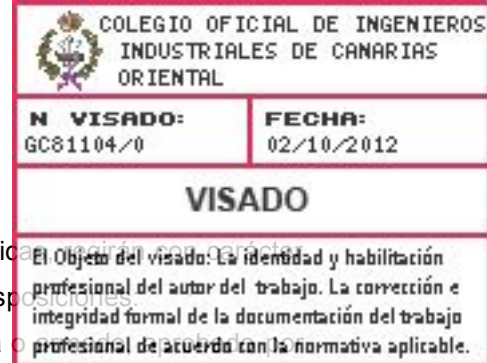 COLEGIO OFICIAL DE INGENIEROS
INDUSTRIALES DE CANARIAS
ORIENTAL
N VISADO:
GC81104/0
FECHA:
02/10/2012
VISADO
El Objeto del visado: La identidad y habilitación
profesional del autor del trabajo. La corrección e
integridad formal de la documentación del trabajo
profesional de acuerdo con la normativa aplicable.